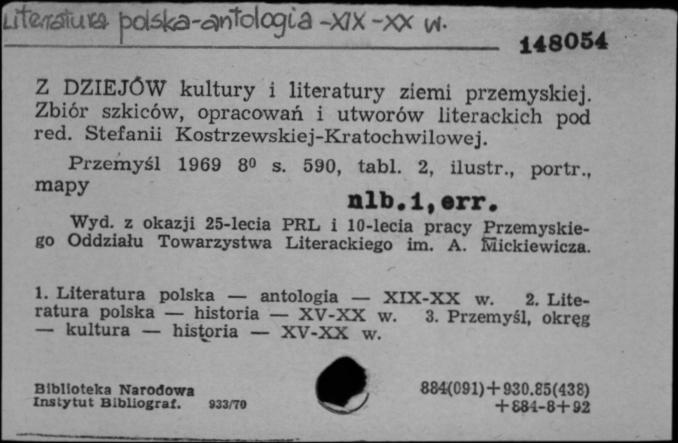 Literatura polska-antologia-XIX-XX w.
148054
Z DZIEJÓW kultury i literatury ziemi przemyskiej.
Zbiór szkiców, opracowań i utworów literackich pod
red. Stefanii Kostrzewskiej-Kratochwilowej.
Przemyśl 1969 8⁰ s. 590, tabl. 2, ilustr., portr.,
mapy
nlb.1, err.
Wyd. z okazji 25-lecia PRL i 10-lecia pracy Przemyskie-
go Oddziału Towarzystwa Literackiego im. A. Mickiewicza.
1. Literatura polska — antologia — XIX-XX w. 2. Lite-
ratura polska — historia — XV-XX w. 3. Przemyśl, okręg
— kultura — historia — XV-XX w.
Biblioteka Narodowa
Instytut Bibliograf. 933/70
884(091)+930.85(438)
+884-8+92